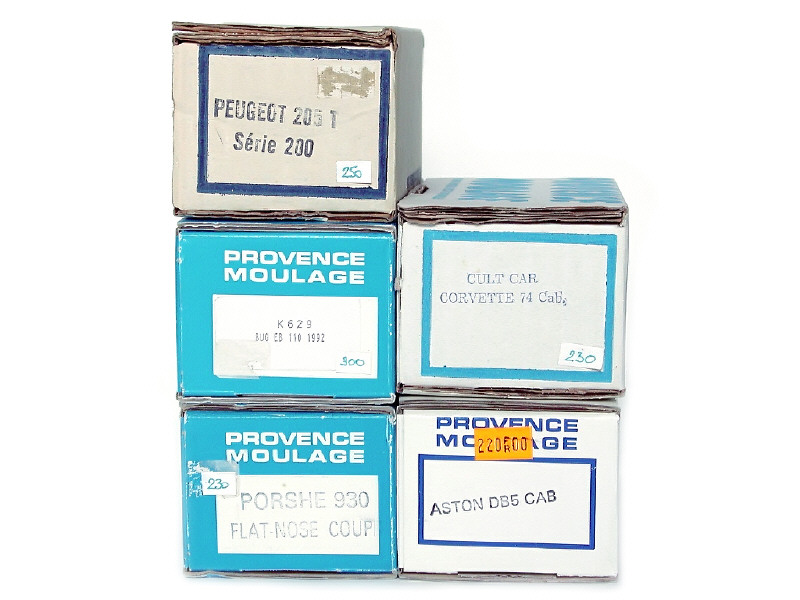 PEUGEOT 205 T
Série 200
250
PROVENCE
MOULAGE
K629
BUG EB 110 1992
300
CULT CAR
CORVETTE 74 Cab.
230
PROVENCE
MOULAGE
230
PORSHE 930
FLAT-NOSE COUP
PROVENCE
MOULAGE
220F00
ASTON DB5 CAB